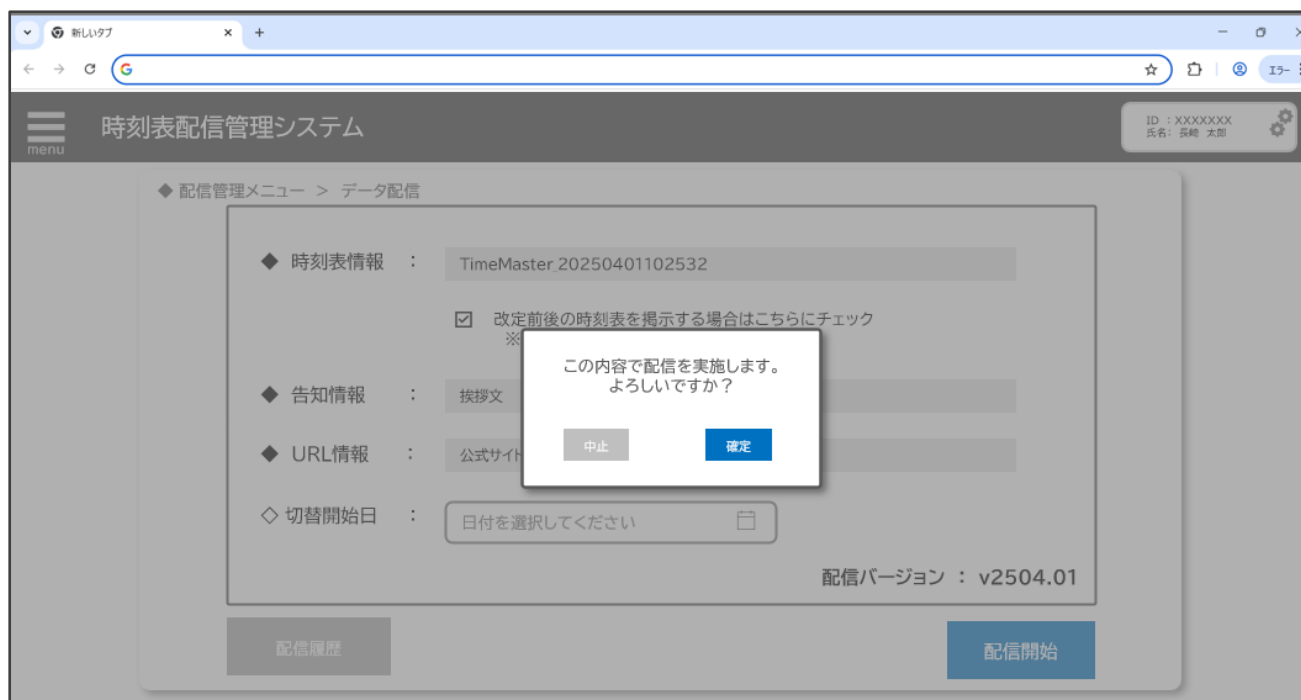 新しいタブ
エラー
menu
時刻表配信管理システム
ID : XXXXXXX
氏名: 長崎 太郎
◆ 配信管理メニュー > データ配信
◆ 時刻表情報 : TimeMaster_20250401102532
改定前後の時刻表を掲示する場合はこちらにチェック
※
この内容で配信を実施します。
よろしいですか?
中止 確定
◆ 告知情報 : 挨拶文
◆ URL情報 : 公式サイト
◇ 切替開始日 : 日付を選択してください
配信バージョン : v2504.01
配信履歴
配信開始